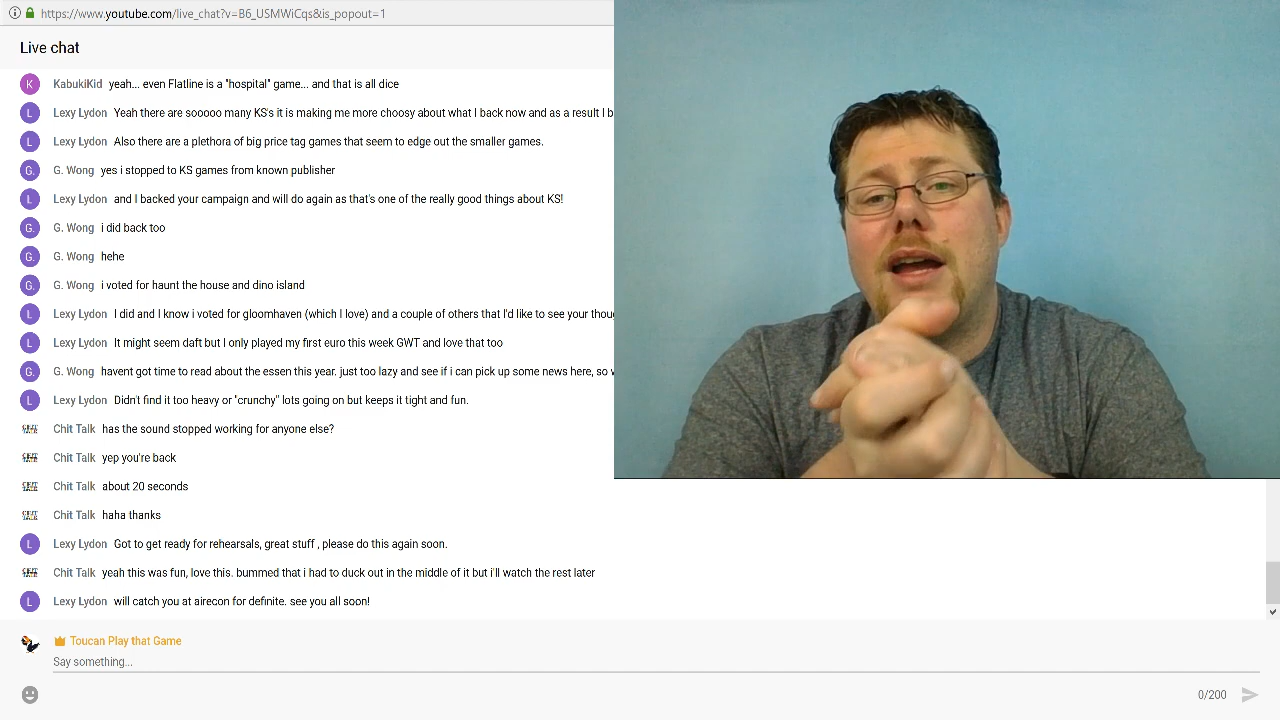 https://www.youtube.com/live_chat?v=B6_USMWiCqs&is_popout=1
Live chat
K KabukiKid yeah... even Flatline is a "hospital" game... and that is all dice
L Lexy Lydon Yeah there are sooooo many KS's it is making me more choosy about what I back now and as a result I b
L Lexy Lydon Also there are a plethora of big price tag games that seem to edge out the smaller games.
G. G. Wong yes i stopped to KS games from known publisher
L Lexy Lydon and I backed your campaign and will do again as that's one of the really good things about KS!
G. G. Wong i did back too
G. G. Wong hehe
G. G. Wong i voted for haunt the house and dino island
L Lexy Lydon I did and I know i voted for gloomhaven (which I love) and a couple of others that I'd like to see your thou
L Lexy Lydon It might seem daft but I only played my first euro this week GWT and love that too
G. G. Wong havent got time to read about the essen this year. just too lazy and see if i can pick up some news here, so
L Lexy Lydon Didn't find it too heavy or "crunchy" lots going on but keeps it tight and fun.
Chit Talk has the sound stopped working for anyone else?
Chit Talk yep you're back
Chit Talk about 20 seconds
Chit Talk haha thanks
L Lexy Lydon Got to get ready for rehearsals, great stuff , please do this again soon.
Chit Talk yeah this was fun, love this. bummed that i had to duck out in the middle of it but i'll watch the rest later
L Lexy Lydon will catch you at airecon for definite. see you all soon!
Toucan Play that Game
Say something...
0/200